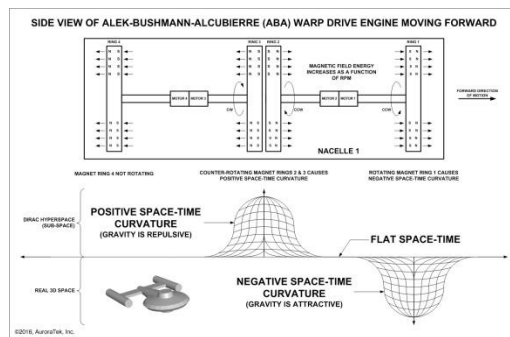 SIDE VIEW OF ALEK-BUSHMANN-ALCUBIERRE (ABA) WARP DRIVE ENGINE MOVING FORWARD
RING 4
RING 3
RING 2
RING 1
N S
N S
N S
N S
N S
N S
N S
N S
S N
S N
S N
S N
S N
S N
S N
S N
MAGNETIC FIELD ENERGY
INCREASES AS A FUNCTION
OF RPM
MOTOR 4
MOTOR 3
MOTOR 2
MOTOR 1
CW
CCW
CCW
FORWARD DIRECTION
OF MOTION
NACELLE 1
MAGNET RING 4 NOT ROTATING
COUNTER-ROTATING MAGNET RINGS 2 & 3 CAUSES
POSITIVE SPACE-TIME CURVATURE
ROTATING MAGNET RING 1 CAUSES
NEGATIVE SPACE-TIME CURVATURE
DIRAC HYPERSPACE
(SUB-SPACE)
POSITIVE SPACE-TIME
CURVATURE
(GRAVITY IS REPULSIVE)
FLAT SPACE-TIME
REAL 3D SPACE
NEGATIVE SPACE-TIME
CURVATURE
(GRAVITY IS ATTRACTIVE)
©2016, AuroraTek, Inc.